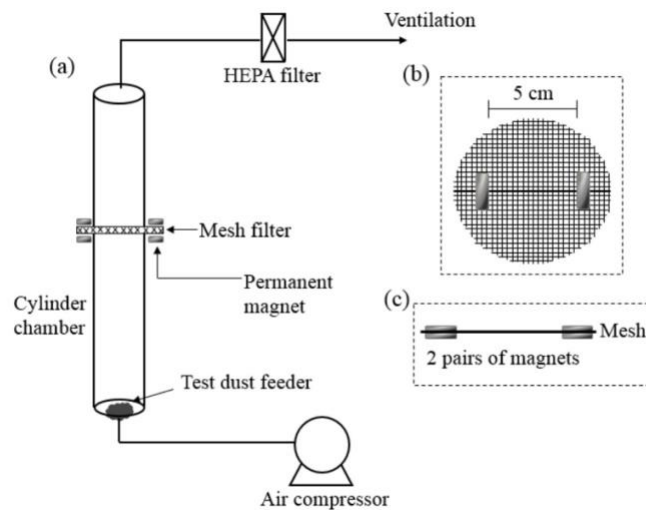 Ventilation
(a)
HEPA filter
Mesh filter
Permanent
magnet
Cylinder
chamber
Test dust feeder
Air compressor
(b)
5 cm
(c)
Mesh
2 pairs of magnets